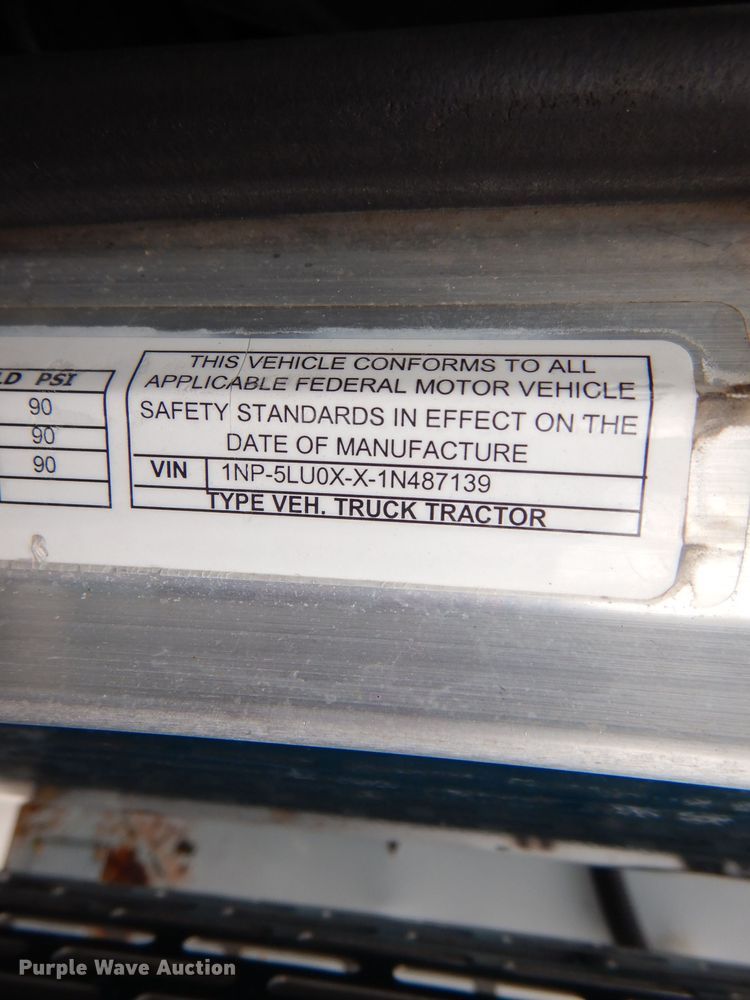 LD PSI
90
90
90
THIS VEHICLE CONFORMS TO ALL
APPLICABLE FEDERAL MOTOR VEHICLE
SAFETY STANDARDS IN EFFECT ON THE
DATE OF MANUFACTURE
VIN 1NP-5LU0X-X-1N487139
TYPE VEH. TRUCK TRACTOR
Purple Wave Auction